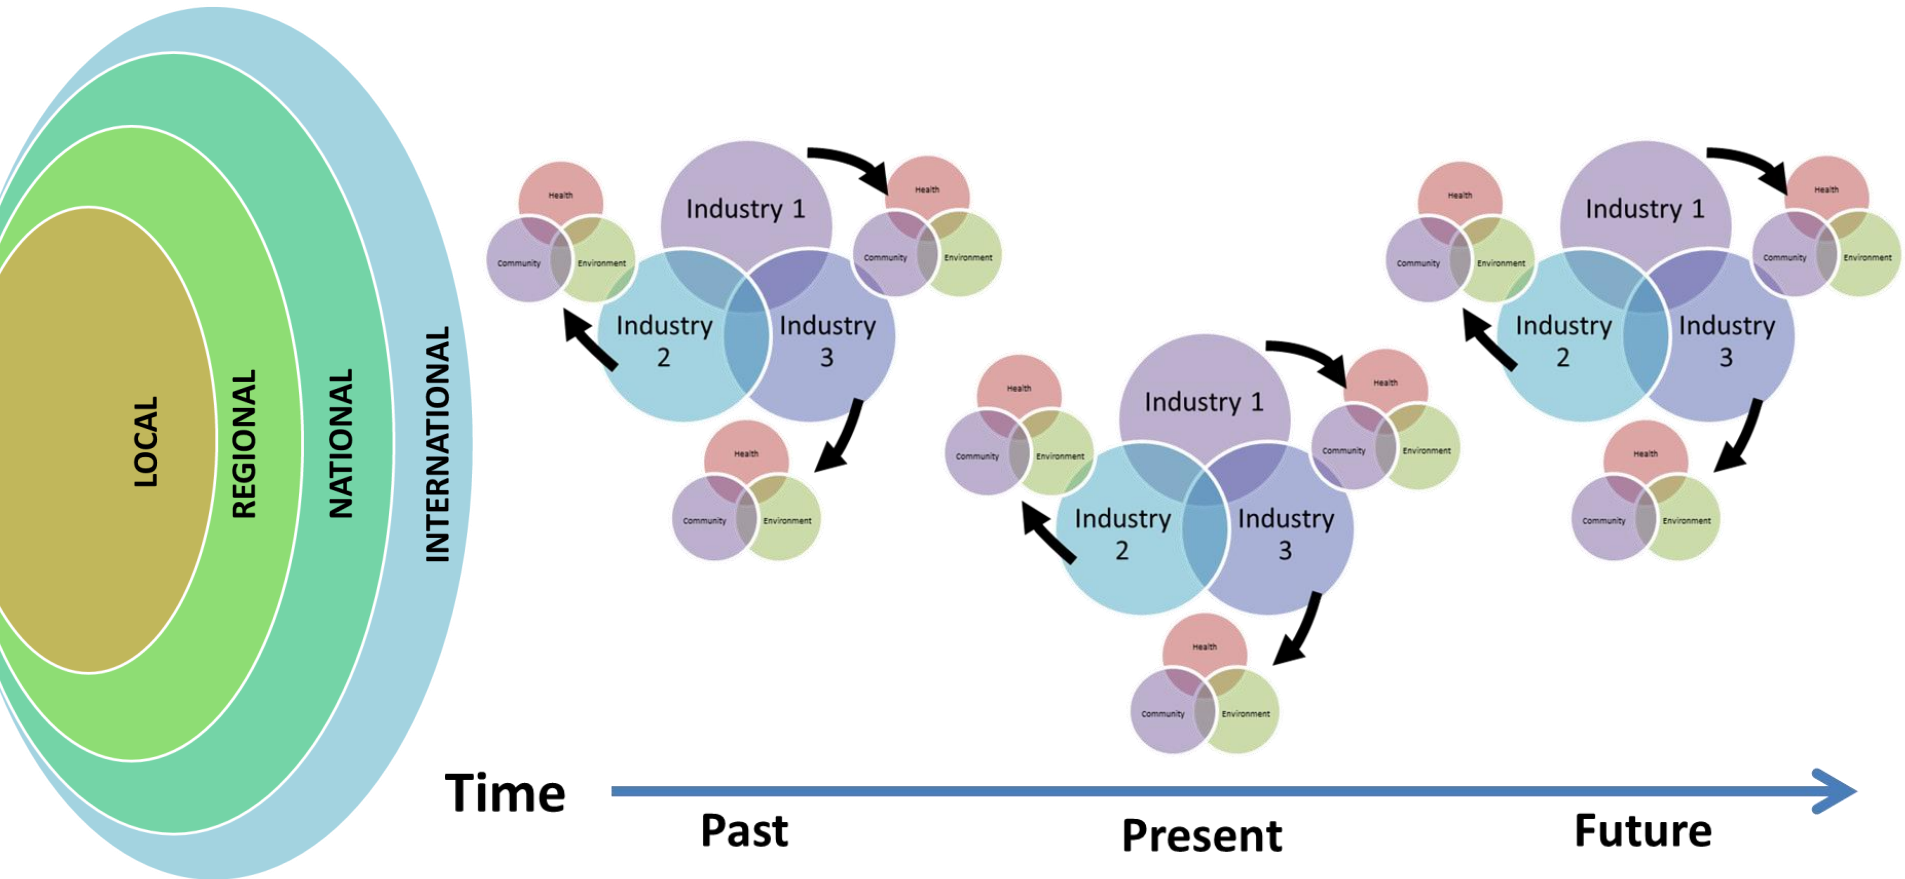 LOCAL
REGIONAL
NATIONAL
INTERNATIONAL
Health
Community
Environment
Industry 1
Industry
2
Industry
3
Health
Community
Environment
Health
Community
Environment
Health
Community
Environment
Industry 1
Industry
2
Industry
3
Health
Community
Environment
Health
Community
Environment
Health
Community
Environment
Industry 1
Industry
2
Industry
3
Health
Community
Environment
Health
Community
Environment
Time
Past
Present
Future